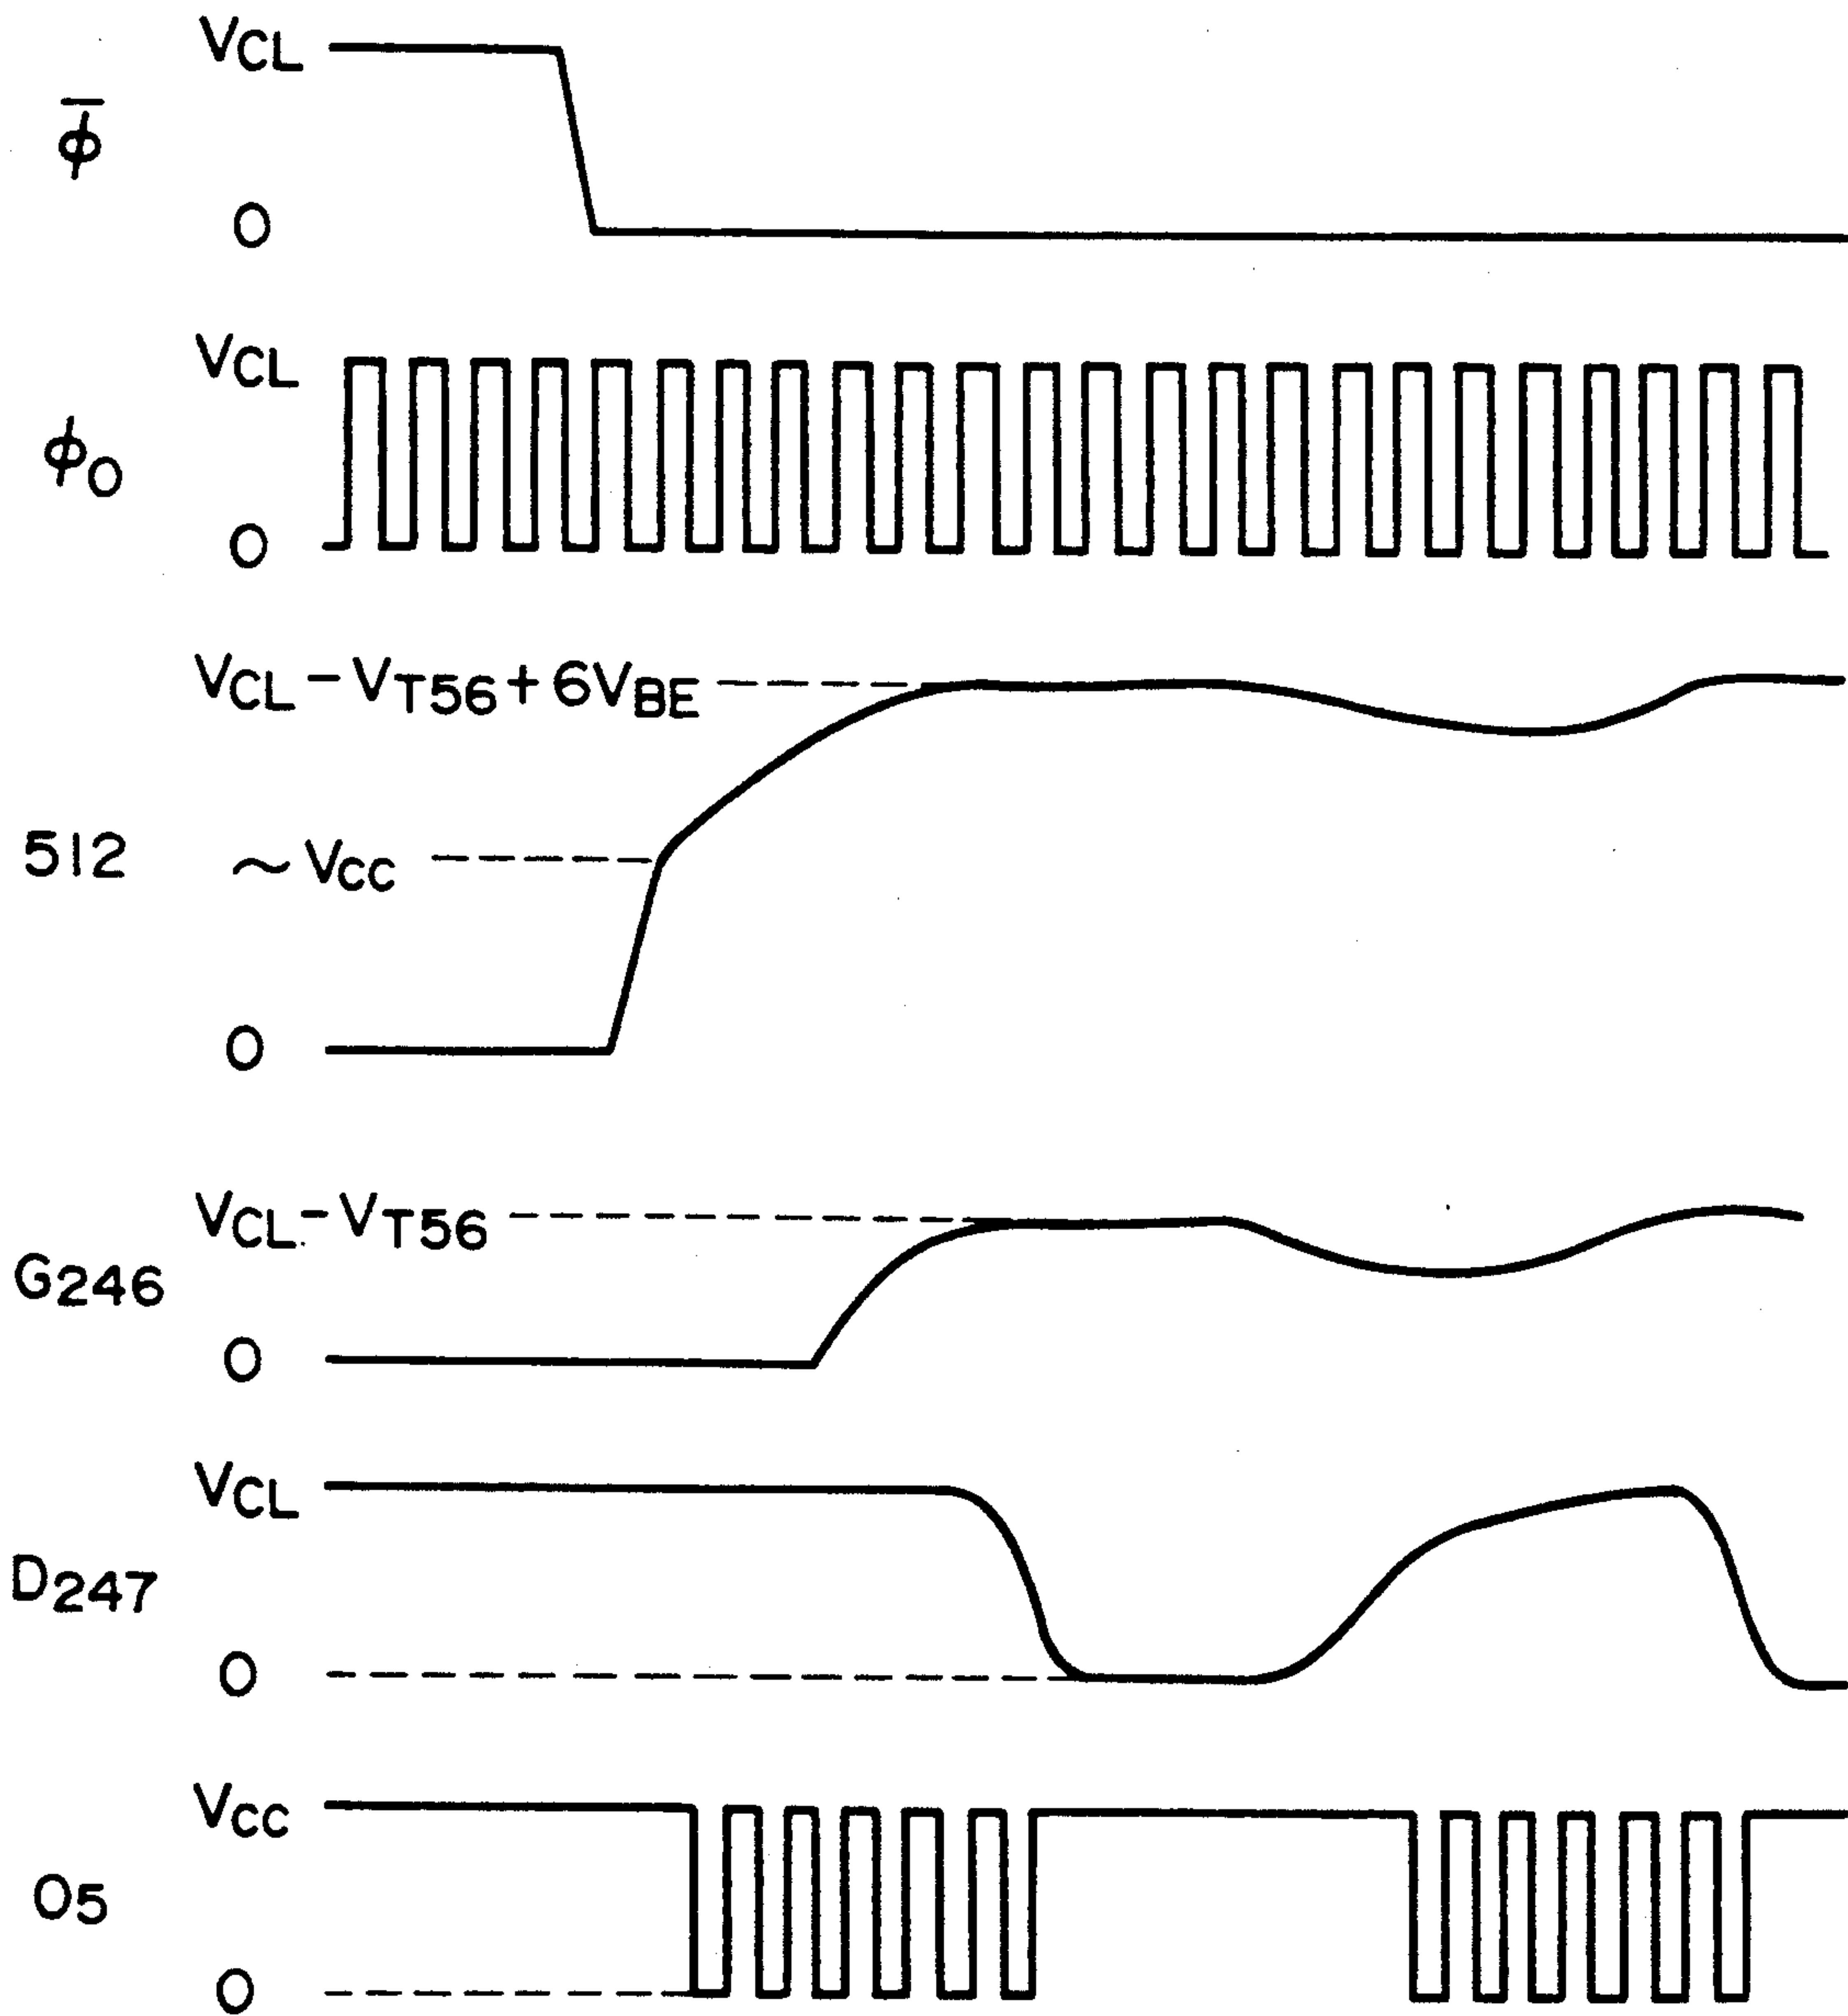 VCL
φ̅
0
VCL
φ0
0
VCL-VT56+6VBE
512
~VCC
0
VCL-VT56
G246
0
VCL
D247
0
VCC
O5
0